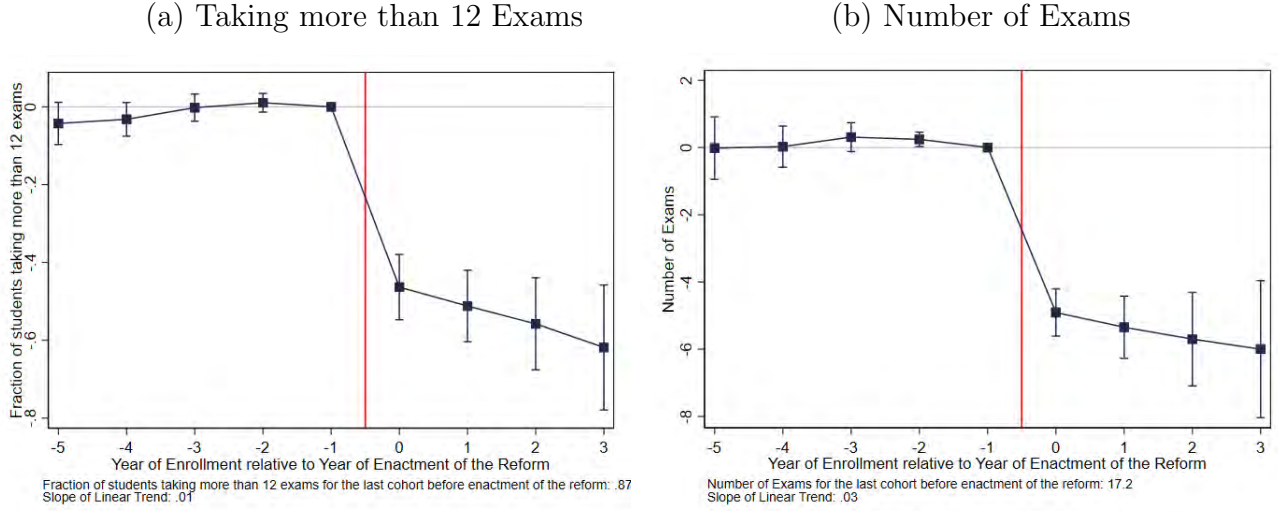 (a) Taking more than 12 Exams
Fraction of students taking more than 12 exams
0
-.2
-.4
-.6
-.8
-5 -4 -3 -2 -1 0 1 2 3
Year of Enrollment relative to Year of Enactment of the Reform
Fraction of students taking more than 12 exams for the last cohort before enactment of the reform: .87
Slope of Linear Trend: .01
(b) Number of Exams
Number of Exams
2
0
-2
-4
-6
-8
-5 -4 -3 -2 -1 0 1 2 3
Year of Enrollment relative to Year of Enactment of the Reform
Number of Exams for the last cohort before enactment of the reform: 17.2
Slope of Linear Trend: .03